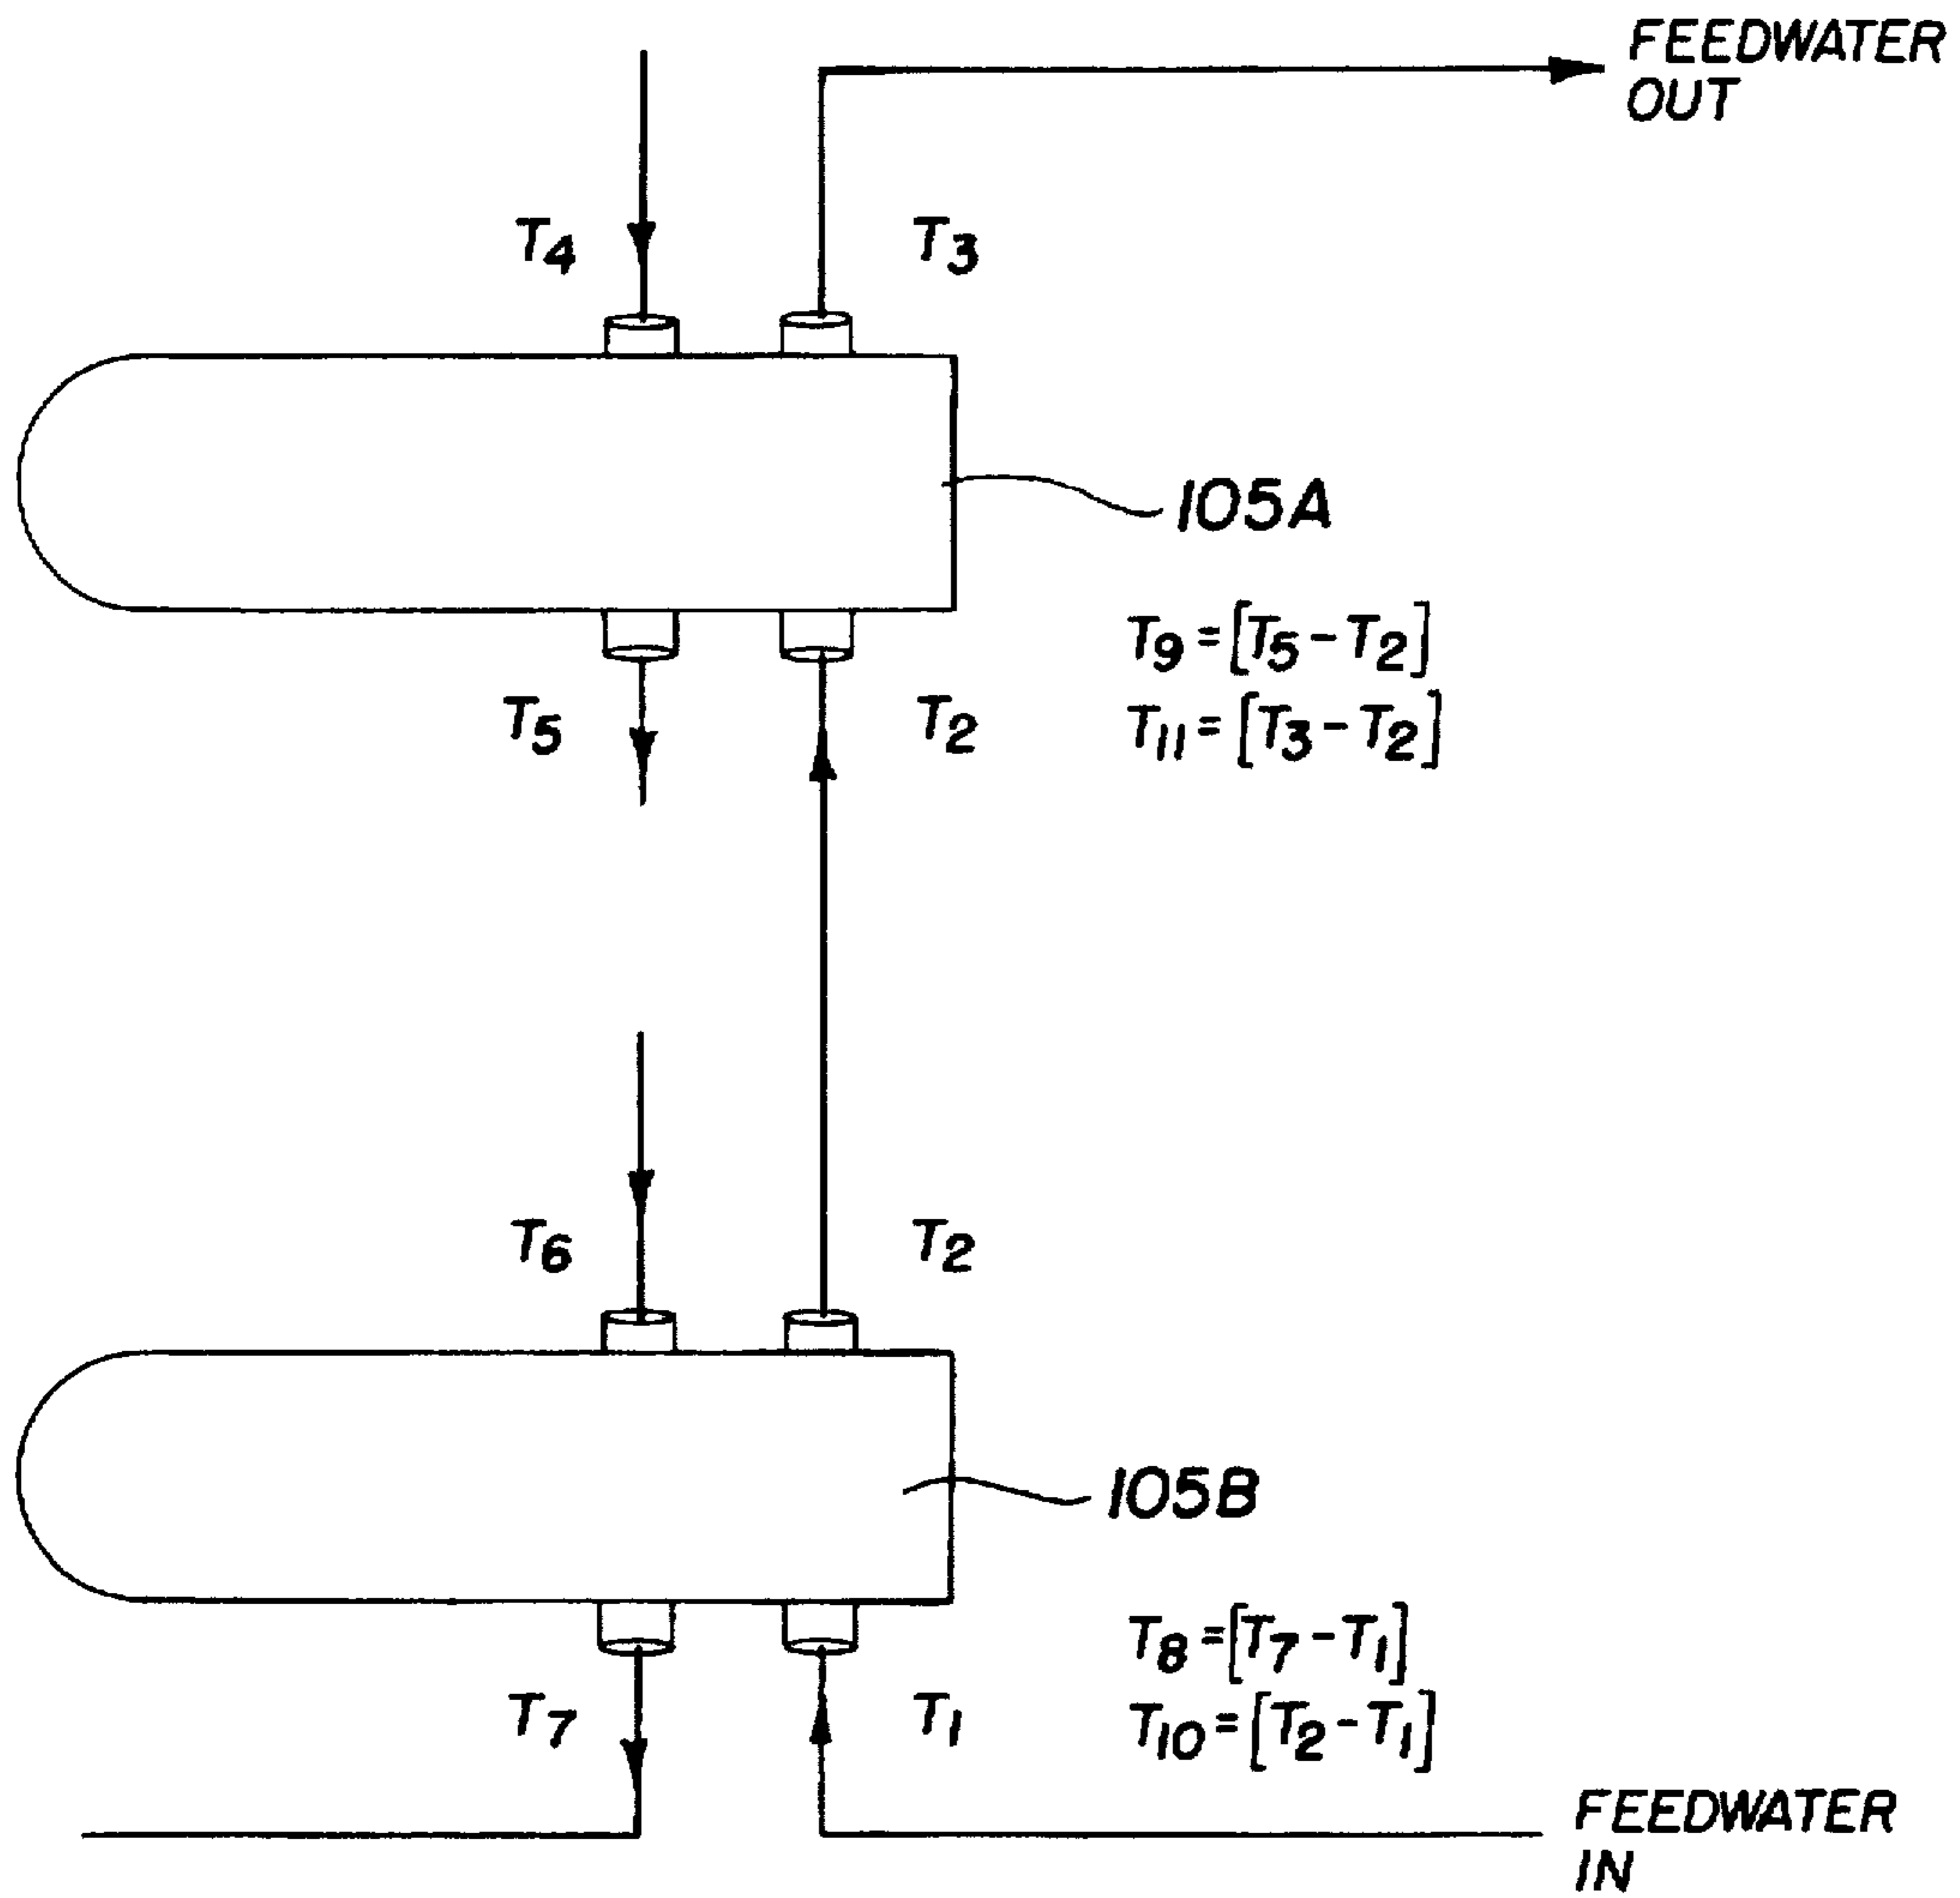 FEEDWATER
OUT
T4
T3
105A
T9=[T5-T2]
T5
T2
T11=[T3-T2]
T6
T2
105B
T8=[T7-T1]
T7
T1
T10=[T2-T1]
FEEDWATER
IN